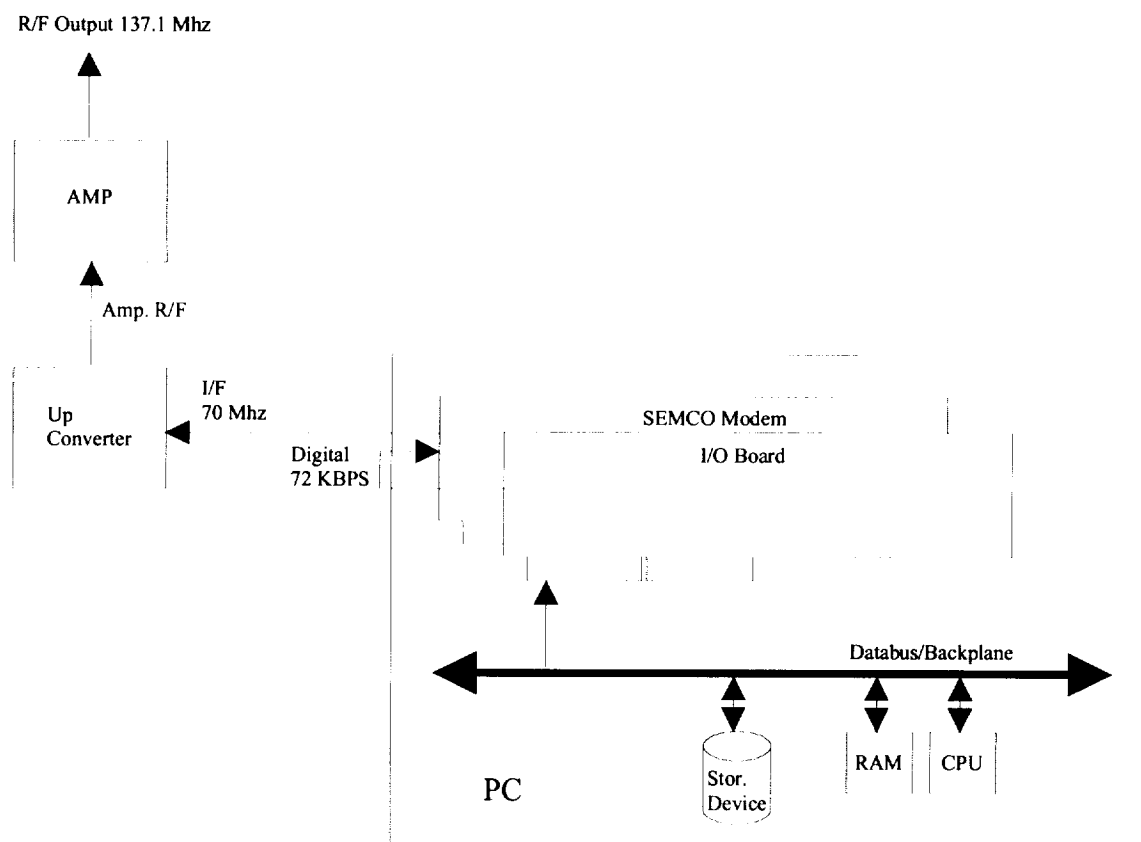 R/F Output 137.1 Mhz
AMP
Amp. R/F
Up
Converter
I/F
70 Mhz
Digital
72 KBPS
SEMCO Modem
I/O Board
Databus/Backplane
PC
Stor.
Device
RAM
CPU